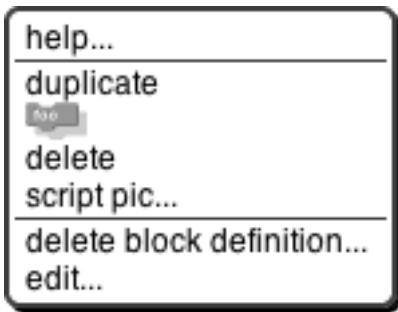 help...
duplicate
foo
delete
script pic...
delete block definition...
edit...